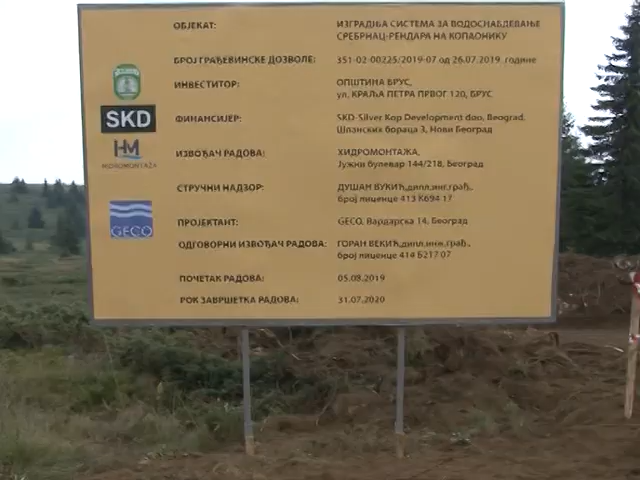 ОБЈЕКАТ: ИЗГРАДЊА СИСТЕМА ЗА ВОДОСНАБДЕВАЊЕ
СРЕБРНАЦ-РЕНДАРА НА КОПАОНИКУ
БРОЈ ГРАЂЕВИНСКЕ ДОЗВОЛЕ: 351-02-00225/2019-07 од 26.07.2019. године
ИНВЕСТИТОР: ОПШТИНА БРУС,
ул. КРАЉА ПЕТРА ПРВОГ 120, БРУС
SKD
ФИНАНСИЈЕР: SKD-Silver Kop Development doo, Beograd,
Шпанских бораца 3, Нови Београд
HM
HIDROMONTAŽA
ИЗВОЂАЧ РАДОВА: ХИДРОМОНТАЖА,
Јужни булевар 144/218, Београд
СТРУЧНИ НАДЗОР: ДУШАН ВУКИЋ,дипл.инж.грађ.,
број лиценце 413 К694 17
GECO
ПРОЈЕКТАНТ: GECO, Вардарска 14, Београд
ОДГОВОРНИ ИЗВОЂАЧ РАДОВА: ГОРАН ВЕКИЋ,дипл.инж.грађ.,
број лиценце 414 Б217 07
ПОЧЕТАК РАДОВА: 05.08.2019
РОК ЗАВРШЕТКА РАДОВА: 31.07.2020